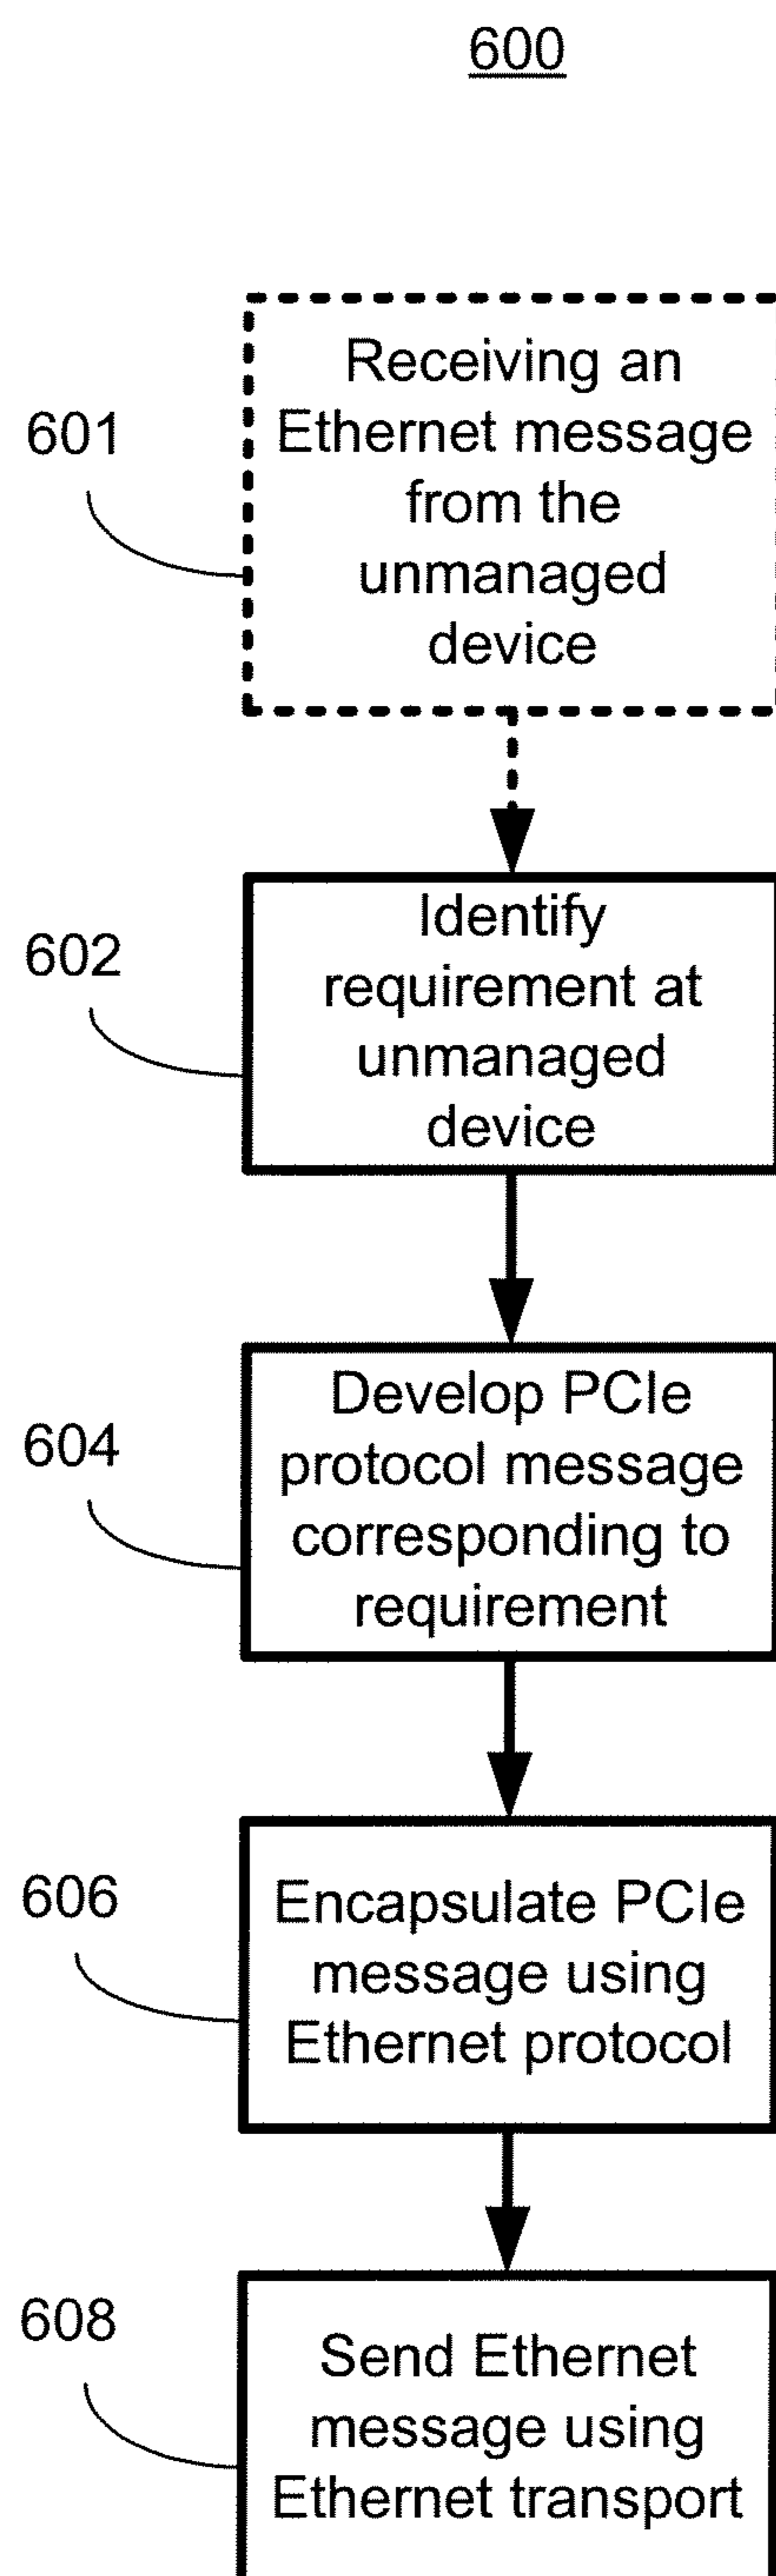 600
601
Receiving an
Ethernet message
from the
unmanaged
device
602
Identify
requirement at
unmanaged
device
604
Develop PCIe
protocol message
corresponding to
requirement
606
Encapsulate PCIe
message using
Ethernet protocol
608
Send Ethernet
message using
Ethernet transport